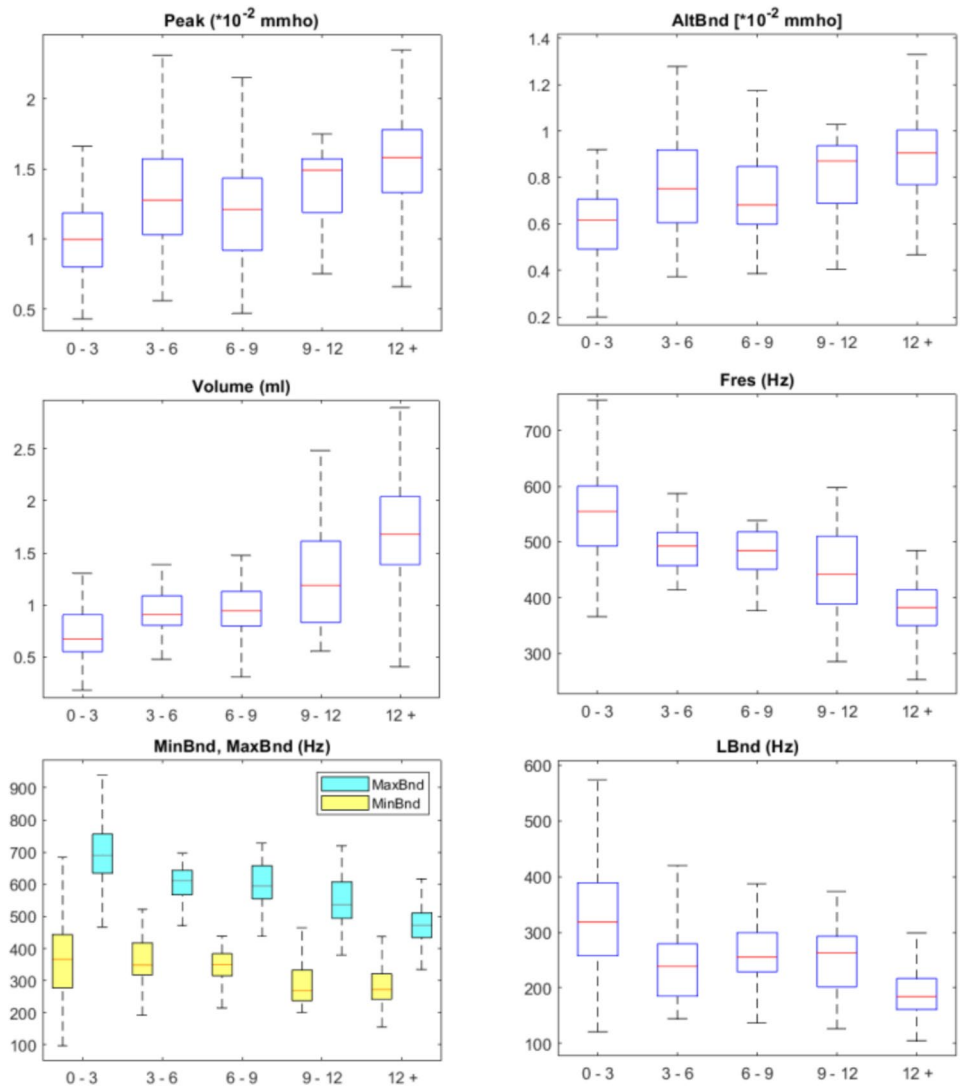 Peak (*10-2 mmho)
2
1.5
1
0.5
0 - 3 3 - 6 6 - 9 9 - 12 12 +
AltBnd [*10-2 mmho]
1.4
1.2
1
0.8
0.6
0.4
0.2
0 - 3 3 - 6 6 - 9 9 - 12 12 +
Volume (ml)
2.5
2
1.5
1
0.5
0 - 3 3 - 6 6 - 9 9 - 12 12 +
Fres (Hz)
700
600
500
400
300
0 - 3 3 - 6 6 - 9 9 - 12 12 +
MinBnd, MaxBnd (Hz)
900
800
700
600
500
400
300
200
100
MaxBnd
MinBnd
0 - 3 3 - 6 6 - 9 9 - 12 12 +
LBnd (Hz)
600
500
400
300
200
100
0 - 3 3 - 6 6 - 9 9 - 12 12 +